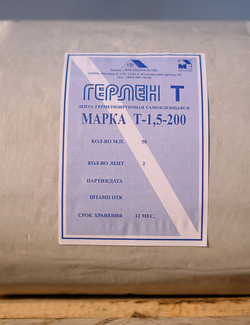 ГЕРЛЕН Т
ЛЕНТА ГЕРМЕТИЗИРУЮЩАЯ САМОКЛЕЮЩАЯСЯ
МАРКА Т-1,5-200
КОЛ-ВО М.П. 50
КОЛ-ВО ЛЕНТ 2
ПАРТИЯ/ДАТА
ШТАМП ОТК
СРОК ХРАНЕНИЯ 12 МЕС.